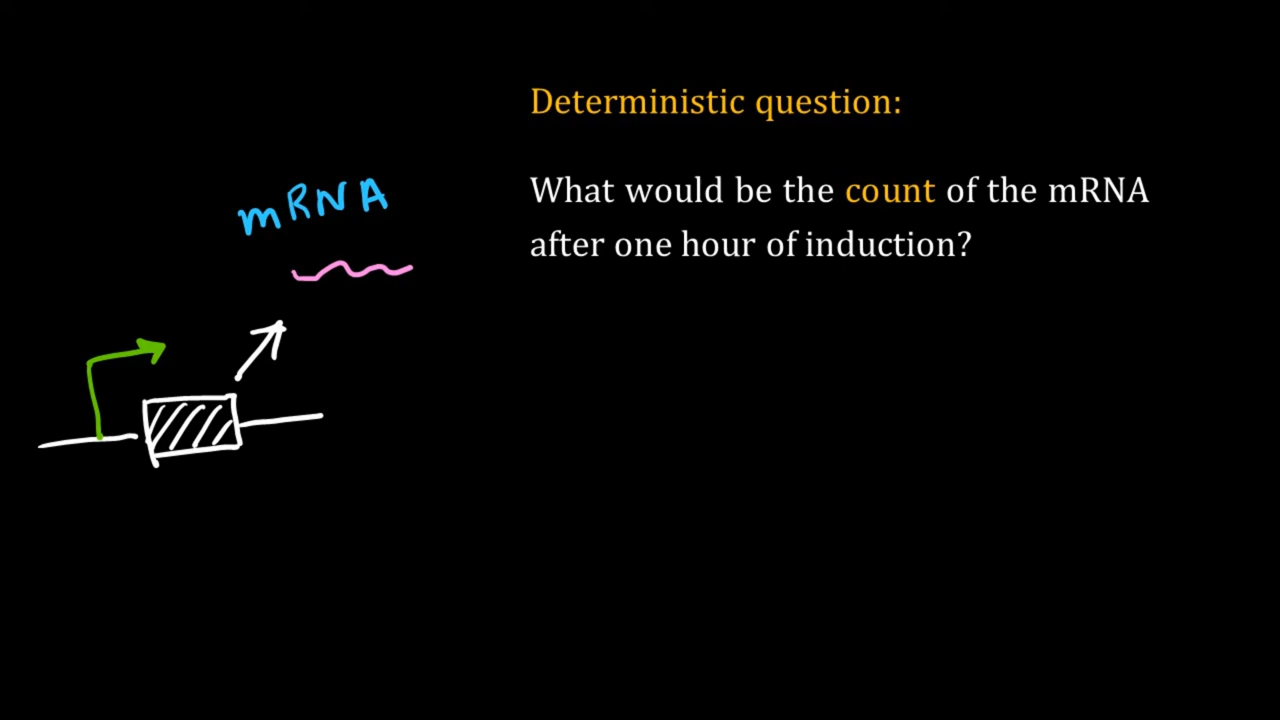 Deterministic question:
What would be the count of the mRNA
after one hour of induction?
mRNA